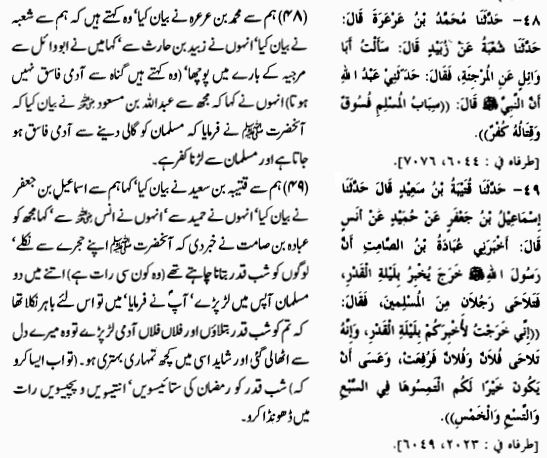 ٤٨- حَدَّثَنَا مُحَمَّدُ بْنُ عَرْعَرَةَ قَالَ:
حَدَّثَنَا شُعْبَةُ عَنْ زُبَيْدٍ قَالَ: سَأَلْتُ أَبَا
وَائِلٍ عَنِ الْمُرْجِئَةِ، فَقَالَ: حَدَّثَنِي عَبْدُ اللهِ
أَنَّ النَّبِيَّ ﷺ قَالَ: ((سِبَابُ الْمُسْلِمِ فُسُوقٌ
وَقِتَالُهُ كُفْرٌ)).
[طرفاه في : ٦٠٤٤، ٧٠٧٦].
٤٩- حَدَّثَنَا قُتَيْبَةُ بْنُ سَعِيْدٍ قَالَ حَدَّثَنَا
إِسْمَاعِيْلُ بْنُ جَعْفَرٍ عَنْ حُمَيْدٍ عَنْ أَنَسٍ
قَالَ: أَخْبَرَنِي عُبَادَةُ بْنُ الصَّامِتِ أَنَّ
رَسُولَ اللهِ ﷺ خَرَجَ يُخْبِرُ بِلَيْلَةِ الْقَدْرِ،
فَتَلَاحَى رَجُلَانِ مِنَ الْمُسْلِمِينَ، فَقَالَ:
((إِنِّي خَرَجْتُ لأُخْبِرَكُمْ بِلَيْلَةِ الْقَدْرِ، وَإِنَّهُ
تَلَاحَى فُلَانٌ وَفُلَانٌ فَرُفِعَتْ، وَعَسَى أَنْ
يَكُونَ خَيْرًا لَكُم الْتَمِسُوهَا فِي السَّبْعِ
وَالتِّسْعِ وَالْخَمْسِ)).
[طرفاه في : ٢٠٢٣، ٦٠٤٩].
(۴۸) ہم سے محمد بن عرعرہ نے بیان کیا' وہ کہتے ہیں کہ ہم سے شعبہ
نے بیان کیا' انہوں نے زبید بن حارث سے' کہا میں نے ابو وائل سے
مرجیہ کے بارے میں پوچھا' (وہ کہتے ہیں گناہ سے آدمی فاسق نہیں
ہوتا) انہوں نے کہا کہ مجھ سے عبداللہ بن مسعود ؓ نے بیان کیا کہ
آنحضرت ﷺ نے فرمایا کہ مسلمان کو گالی دینے سے آدمی فاسق ہو
جاتا ہے اور مسلمان سے لڑنا کفر ہے۔
(۴۹) ہم سے قتیبہ بن سعید نے بیان کیا' کہا ہم سے اسماعیل بن جعفر
نے بیان کیا' انہوں نے حمید سے' انہوں نے انس ؓ سے' کہا مجھ کو
عبادہ بن صامت نے خبر دی کہ آنحضرت ﷺ اپنے حجرے سے نکلے'
لوگوں کو شب قدر بتانا چاہتے تھے (وہ کون سی رات ہے) اتنے میں دو
مسلمان آپس میں لڑ پڑے' آپؐ نے فرمایا' میں تو اس لئے باہر نکلا تھا
کہ تم کو شب قدر بتلاؤں اور فلاں فلاں آدمی لڑ پڑے تو وہ میرے دل
سے اٹھا لی گئی اور شاید اسی میں کچھ تمہاری بہتری ہو۔ (تو اب ایسا کرو
کہ) شب قدر کو رمضان کی ستائیسویں' انتیسویں و پچیسویں رات
میں ڈھونڈا کرو۔